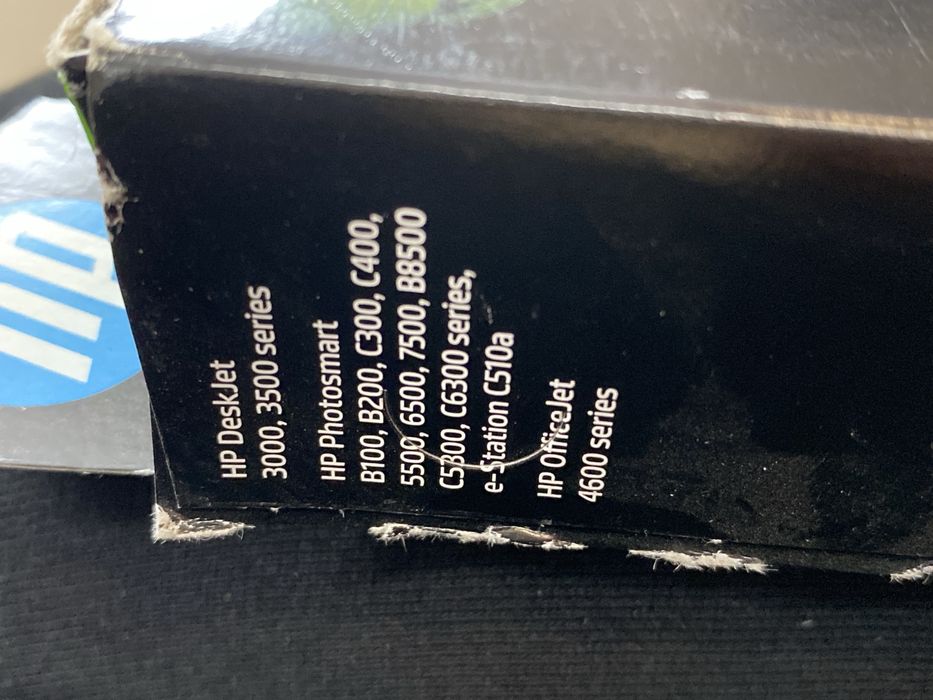 HP DeskJet
3000, 3500 series
HP Photosmart
B100, B200, C300, C400,
5500, 6500, 7500, B8500
C5300, C6300 series,
e-Station C510a
HP OfficeJet
4600 series